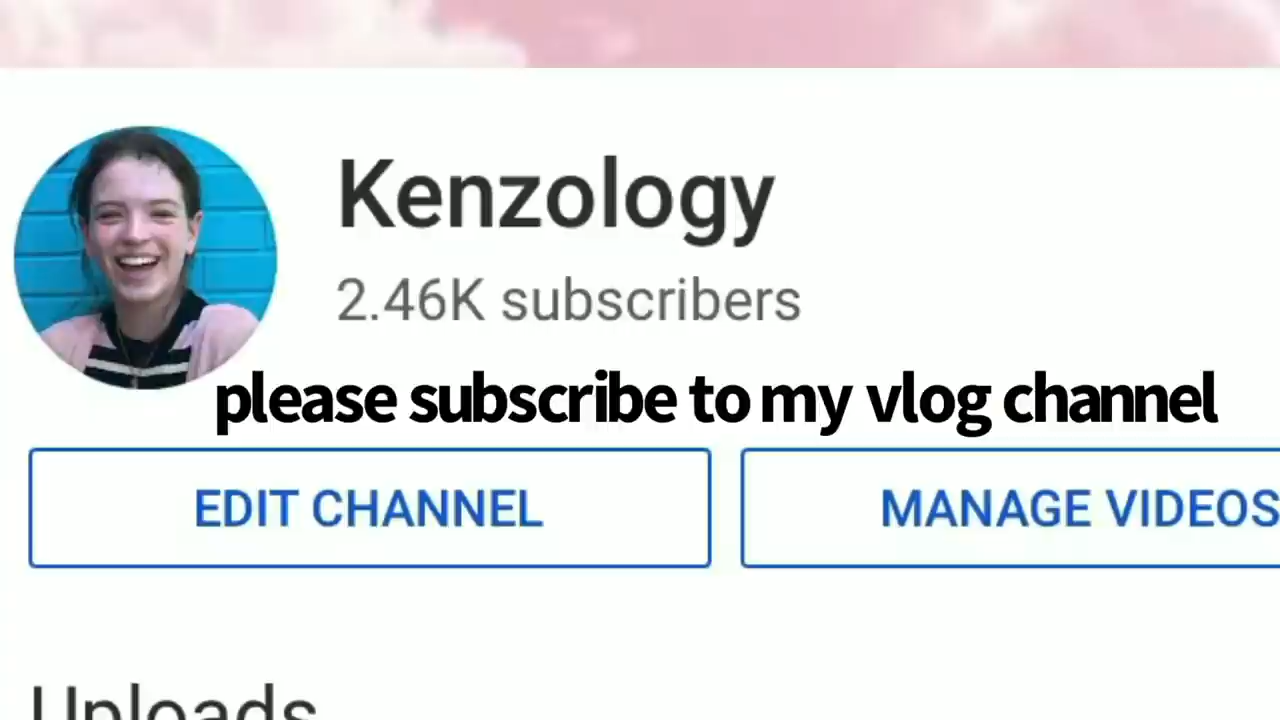 Kenzology
2.46K subscribers
please subscribe to my vlog channel
EDIT CHANNEL
MANAGE VIDEOS
Uploads